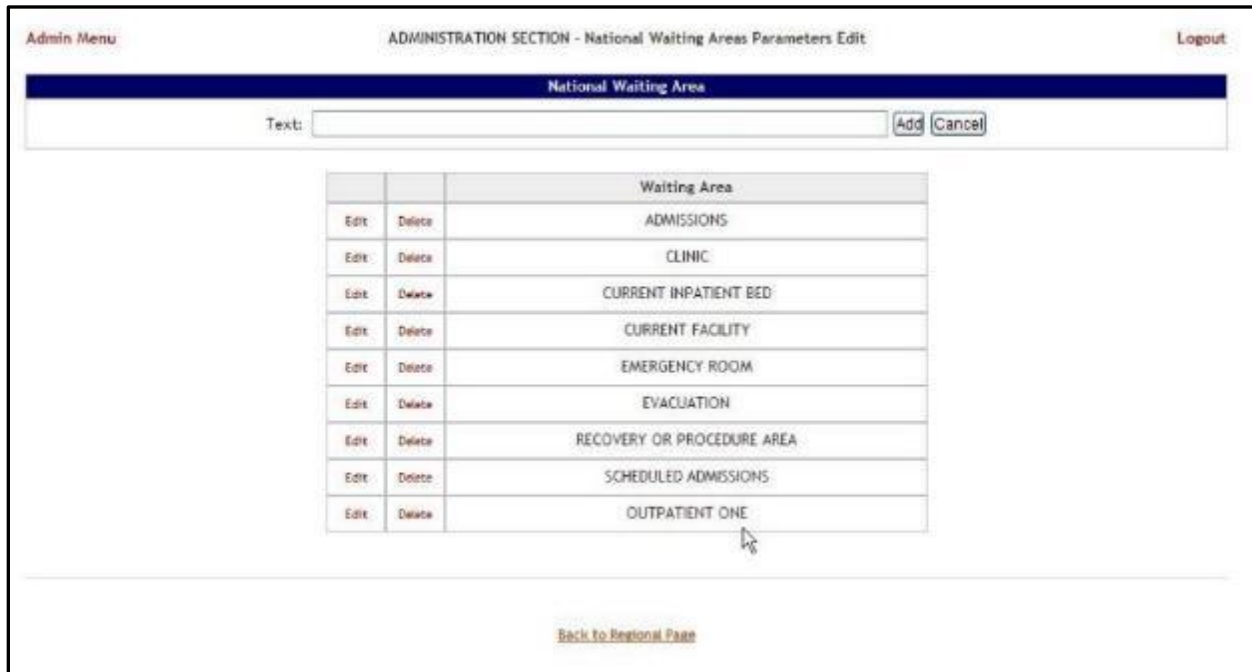 Admin Menu ADMINISTRATION SECTION - National Waiting Areas Parameters Edit Logout
National Waiting Area
Text: Add Cancel
Waiting Area
Edit Delete ADMISSIONS
Edit Delete CLINIC
Edit Delete CURRENT INPATIENT BED
Edit Delete CURRENT FACILITY
Edit Delete EMERGENCY ROOM
Edit Delete EVACUATION
Edit Delete RECOVERY OR PROCEDURE AREA
Edit Delete SCHEDULED ADMISSIONS
Edit Delete OUTPATIENT ONE
Back to Regional Page